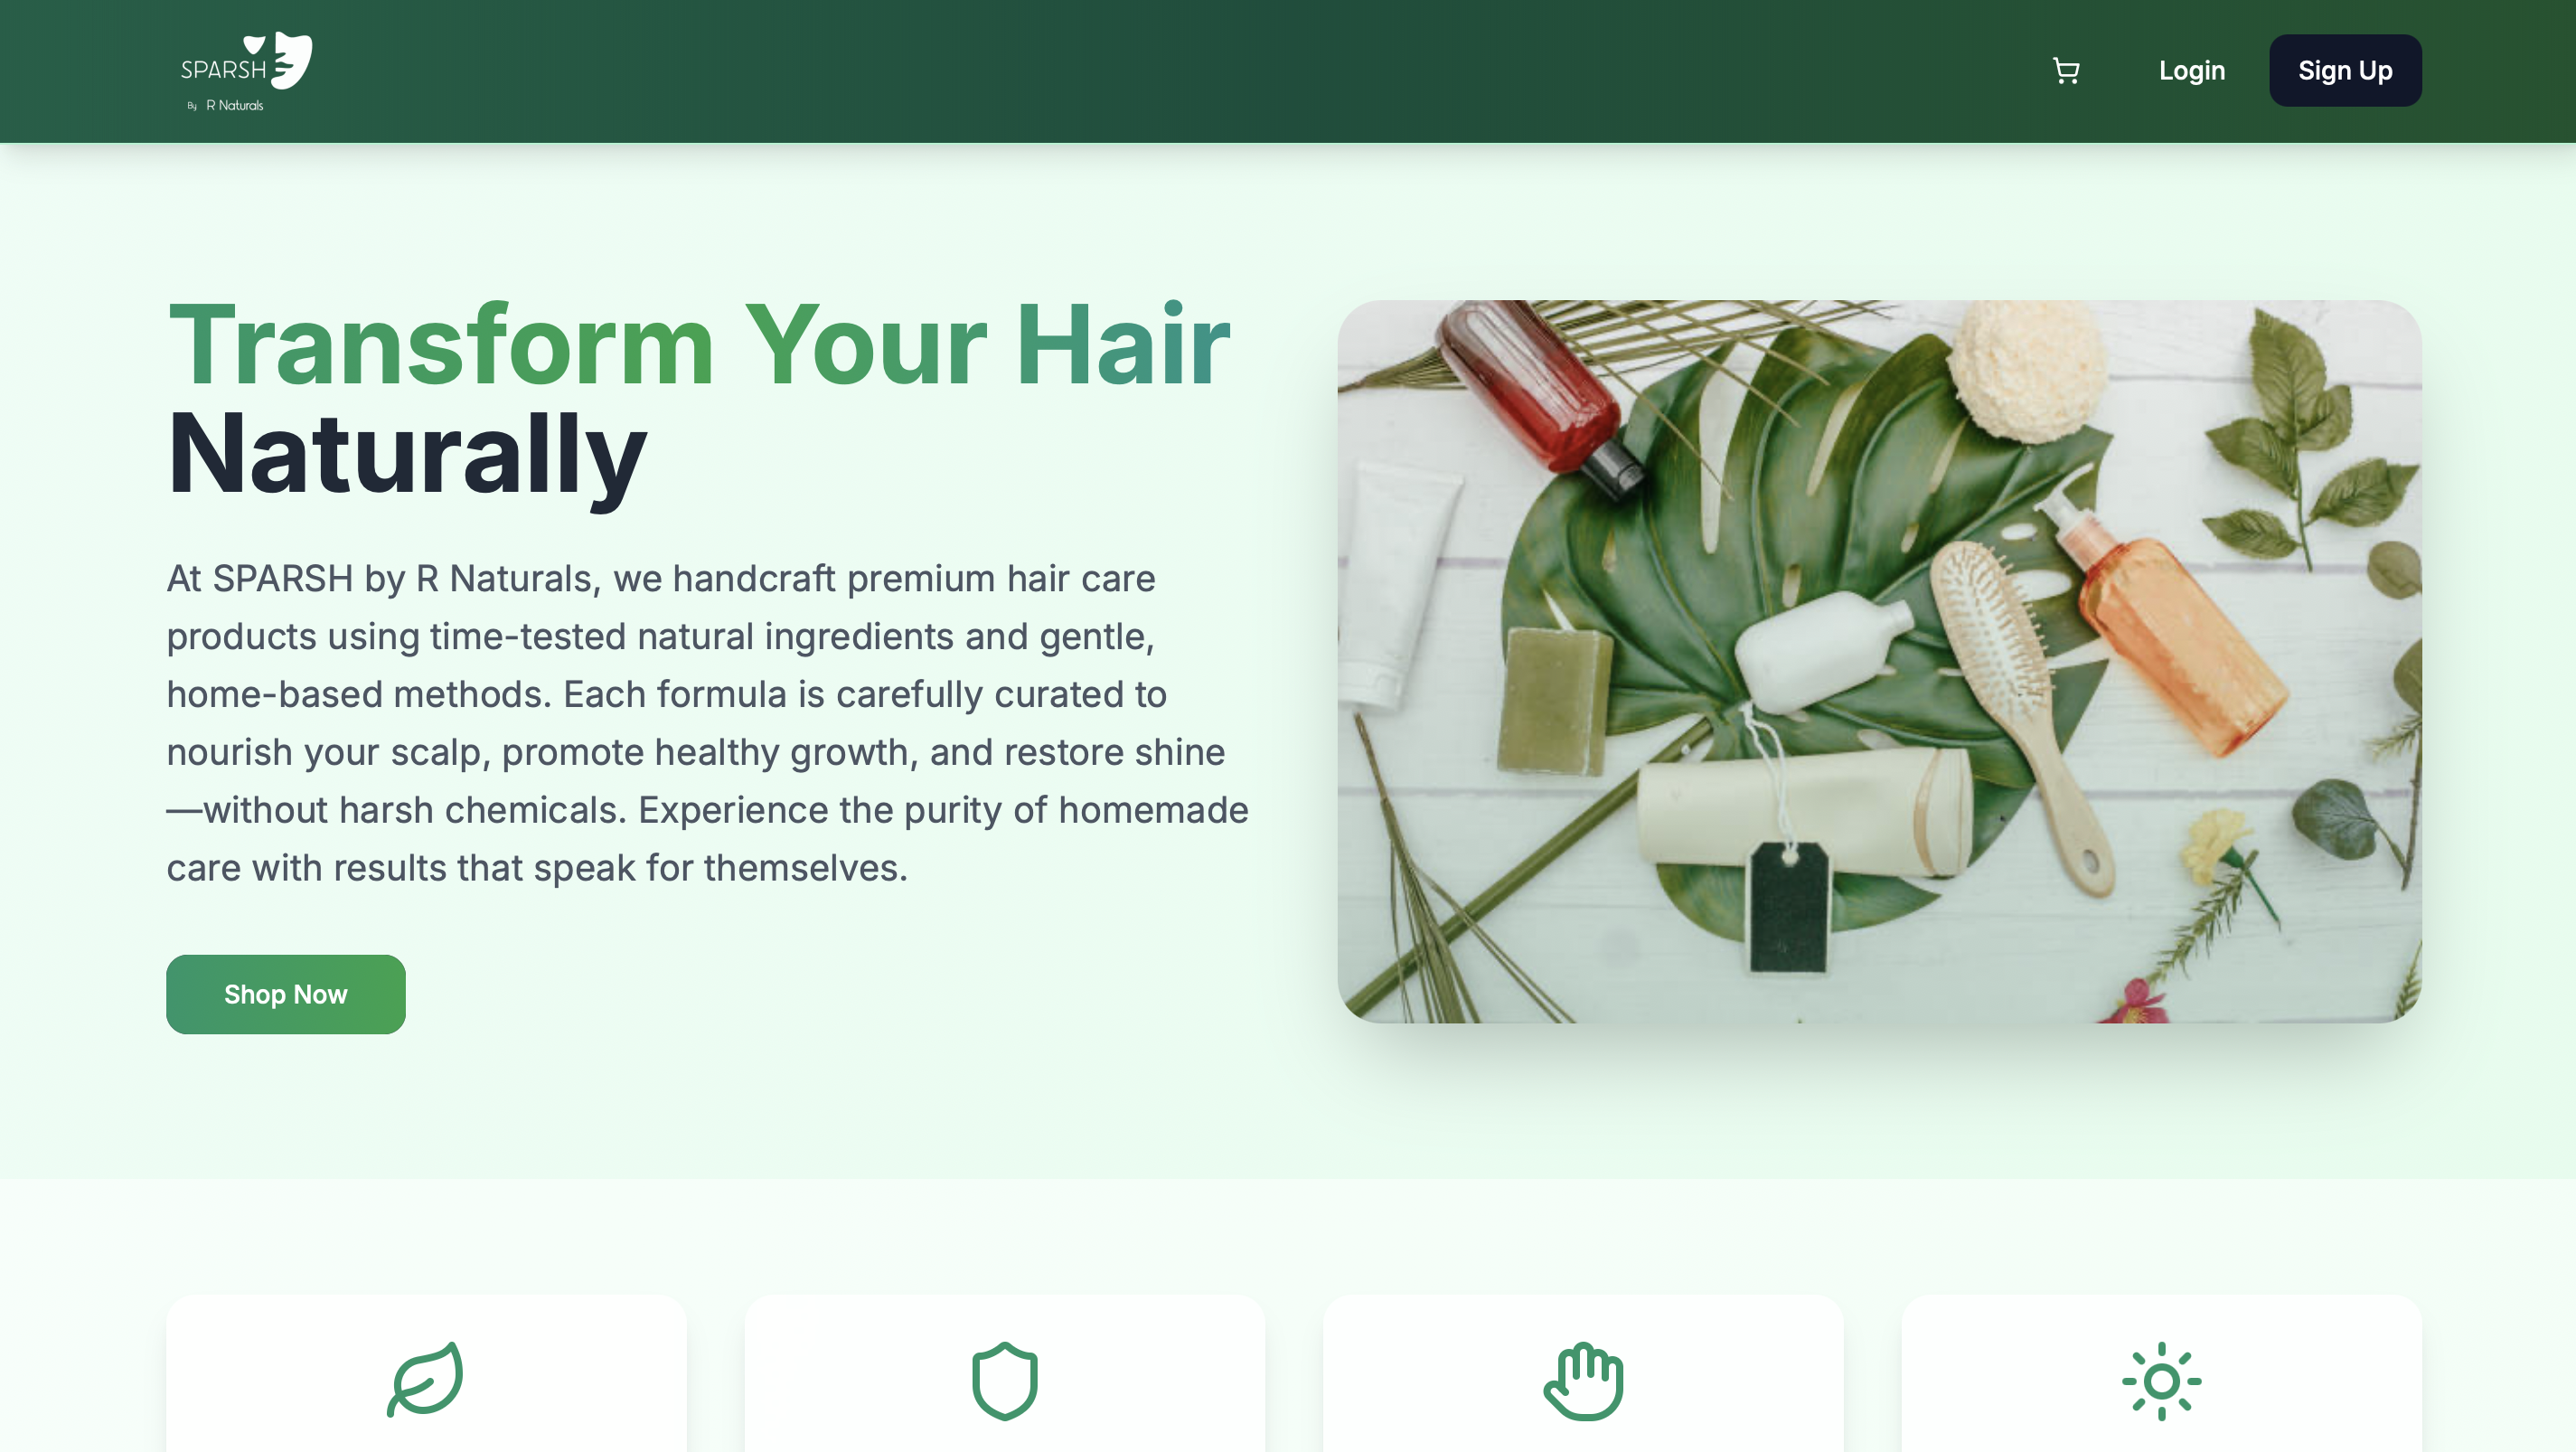 SPARSH
By R Naturals
Login
Sign Up
Transform Your Hair
Naturally
At SPARSH by R Naturals, we handcraft premium hair care
products using time-tested natural ingredients and gentle,
home-based methods. Each formula is carefully curated to
nourish your scalp, promote healthy growth, and restore shine
—without harsh chemicals. Experience the purity of homemade
care with results that speak for themselves.
Shop Now